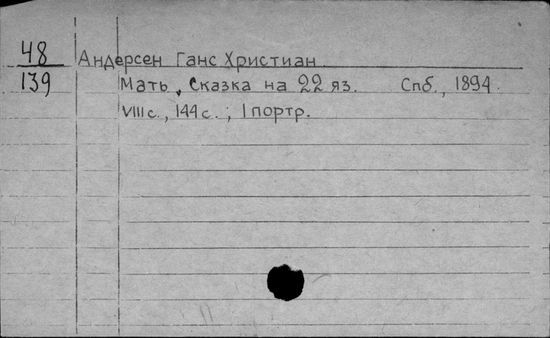 48 Андерсен Ганс Христиан
139 Мать, Сказка на 22 яз. Спб., 1894.
VIII с., 144 с.; 1 портр.